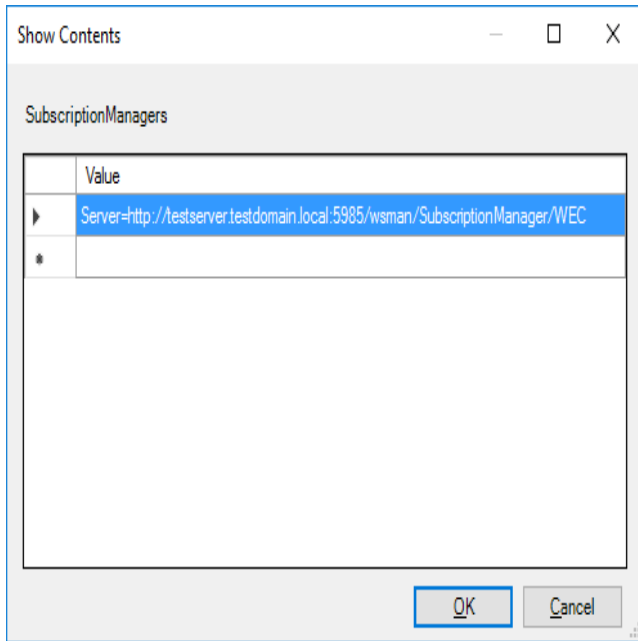 Show Contents
SubscriptionManagers
Value
Server=http://testserver.testdomain.local:5985/wsman/SubscriptionManager/WEC
OK
Cancel